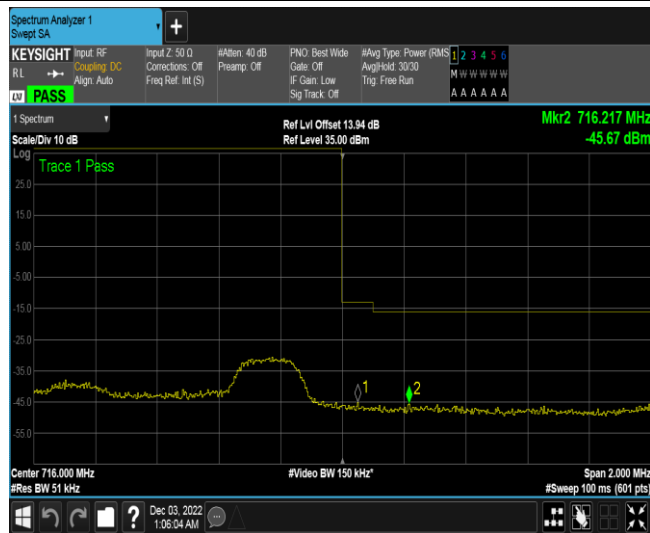 Spectrum Analyzer 1
Swept SA
+
KEYSIGHT
RL
LXI
PASS
Input: RF
Coupling: DC
Align: Auto
Input Z: 50 Ω
Corrections: Off
Freq Ref: Int (S)
#Atten: 40 dB
Preamp: Off
PNO: Best Wide
Gate: Off
IF Gain: Low
Sig Track: Off
#Avg Type: Power (RMS
Avg|Hold: 30/30
Trig: Free Run
1 2 3 4 5 6
M W W W W W
A A A A A A
1 Spectrum
Scale/Div 10 dB
Ref Lvl Offset 13.94 dB
Ref Level 35.00 dBm
Mkr2 716.217 MHz
-45.67 dBm
Log
Trace 1 Pass
25.0
15.0
5.00
-5.00
-15.0
-25.0
-35.0
-45.0
-55.0
1
2
Center 716.000 MHz
#Res BW 51 kHz
#Video BW 150 kHz*
Span 2.000 MHz
#Sweep 100 ms (601 pts)
?
Dec 03, 2022
1:06:04 AM